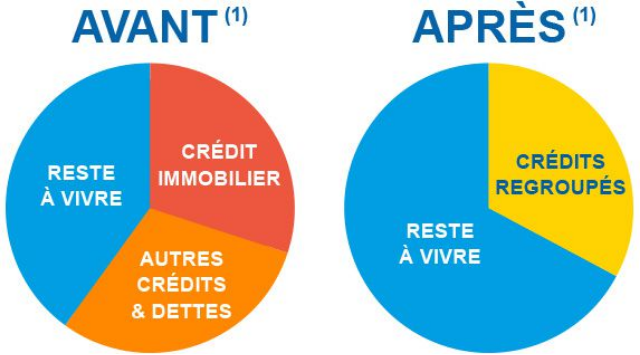 AVANT (1)
RESTE
À VIVRE
CRÉDIT
IMMOBILIER
AUTRES
CRÉDITS
& DETTES
APRÈS (1)
CRÉDITS
REGROUPÉS
RESTE
À VIVRE